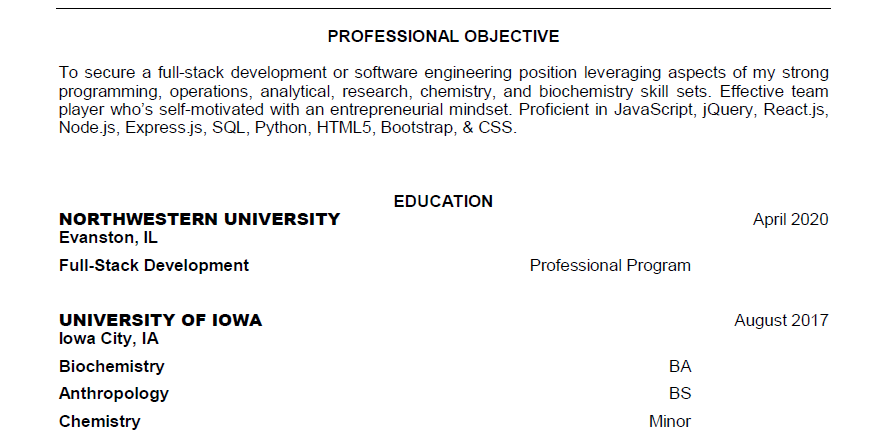 PROFESSIONAL OBJECTIVE
To secure a full-stack development or software engineering position leveraging aspects of my strong
programming, operations, analytical, research, chemistry, and biochemistry skill sets. Effective team
player who's self-motivated with an entrepreneurial mindset. Proficient in JavaScript, jQuery, React.js,
Node.js, Express.js, SQL, Python, HTML5, Bootstrap, & CSS.
EDUCATION
NORTHWESTERN UNIVERSITY April 2020
Evanston, IL
Full-Stack Development Professional Program
UNIVERSITY OF IOWA August 2017
Iowa City, IA
Biochemistry BA
Anthropology BS
Chemistry Minor